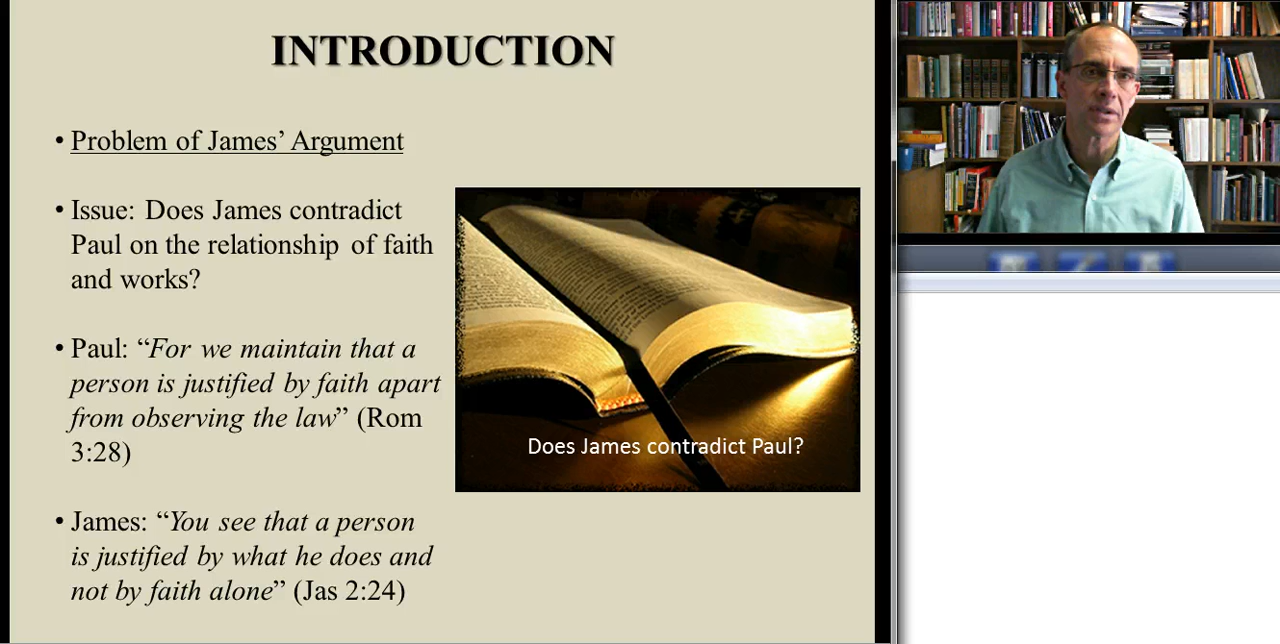 INTRODUCTION
• Problem of James’ Argument
• Issue: Does James contradict
Paul on the relationship of faith
and works?
• Paul: “For we maintain that a
person is justified by faith apart
from observing the law” (Rom
3:28)
• James: “You see that a person
is justified by what he does and
not by faith alone” (Jas 2:24)
Does James contradict Paul?